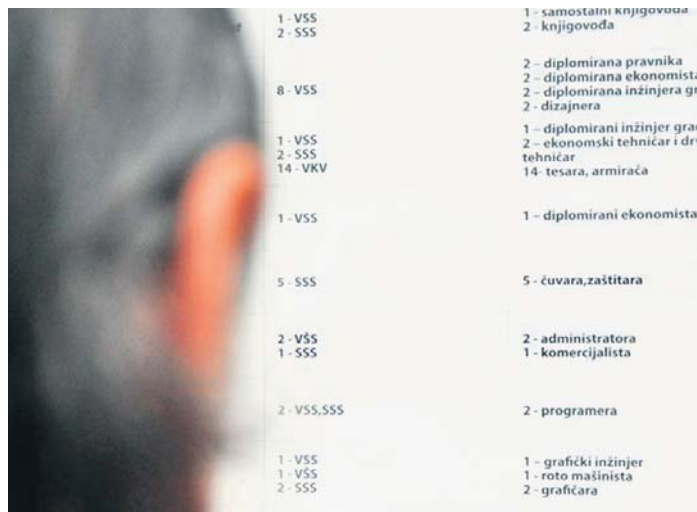 1 - VSS
2 - SSS
1 - samostalni knjigovođa
2 - knjigovođa
8 - VSS
2 – diplomirana pravnika
2 – diplomirana ekonomista
2 – diplomirana inžinjera
2 - dizajnera
1 - VSS
2 - SSS
14 - VKV
1 – diplomirani inžinjer
2 – ekonomski tehničar i
tehničar
14- tesara, armirača
1 - VSS
1 – diplomirani ekonomista
5 - SSS
5 - čuvara,zaštitara
2 - VŠS
1 - SSS
2 - administratora
1 - komercijalista
2 - VSS,SSS
2 - programera
1 - VSS
1 - VŠS
2 - SSS
1 – grafički inžinjer
1 - roto mašinista
2 - grafičara